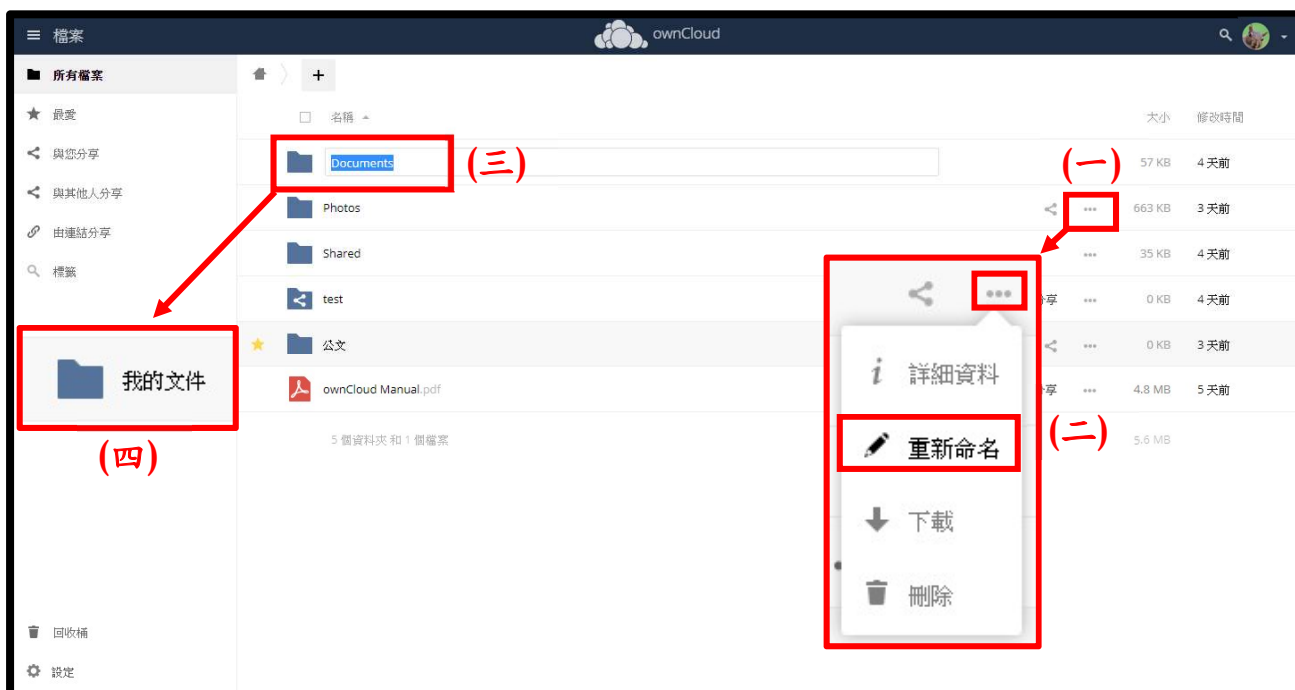 檔案
ownCloud
所有檔案
最愛
與您分享
與其他人分享
由連結分享
標籤
+
名稱 大小 修改時間
Documents (三) (一) 57 KB 4 天前
Photos 663 KB 3 天前
Shared 35 KB 4 天前
test 享 0 KB 4 天前
公文 0 KB 3 天前
ownCloud Manual.pdf 享 4.8 MB 5 天前
5 個資料夾 和 1 個檔案 5.6 MB
我的文件
(四)
詳細資料
重新命名 (二)
下載
刪除
回收桶
設定